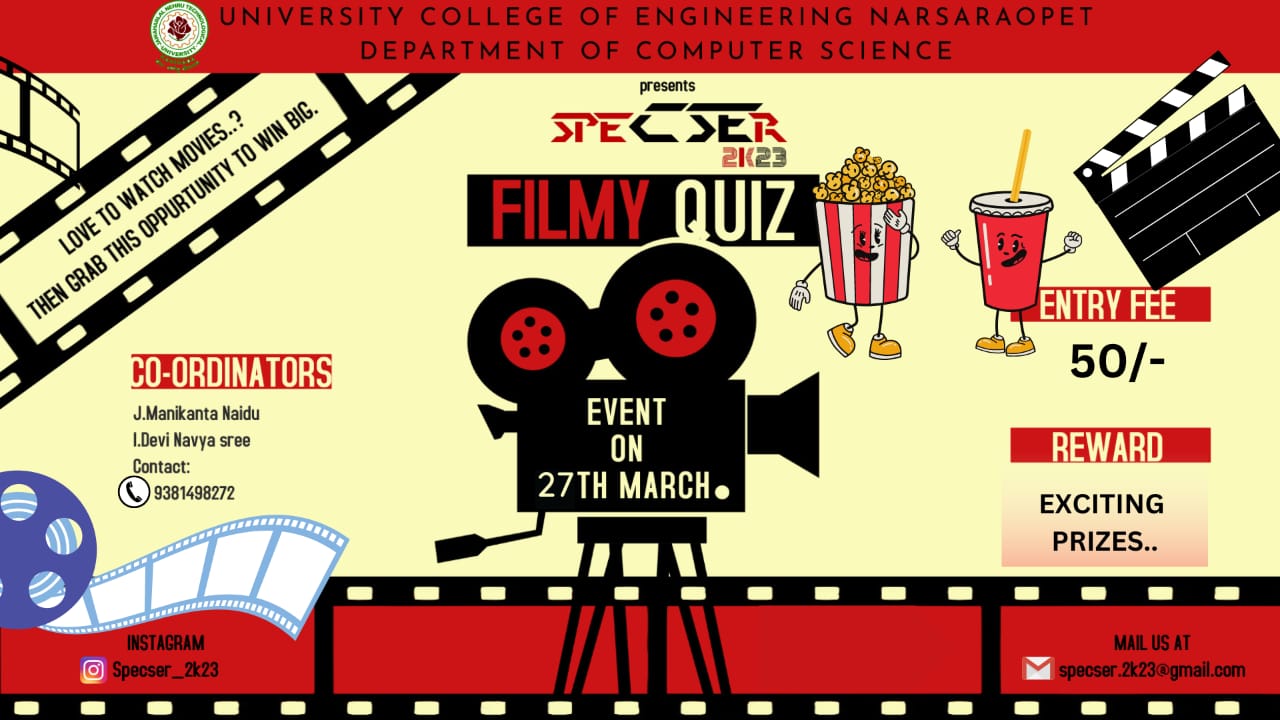 UNIVERSITY COLLEGE OF ENGINEERING NARSARAOPET
DEPARTMENT OF COMPUTER SCIENCE
presents
SPECSER
2K23
FILMY QUIZ
LOVE TO WATCH MOVIES..?
THEN GRAB THIS OPPURTUNITY TO WIN BIG.
CO-ORDINATORS
J.Manikanta Naidu
I.Devi Navya sree
Contact:
9381498272
EVENT
ON
27TH MARCH.
ENTRY FEE
50/-
REWARD
EXCITING
PRIZES..
INSTAGRAM
Specser_2k23
MAIL US AT
specser.2k23@gmail.com